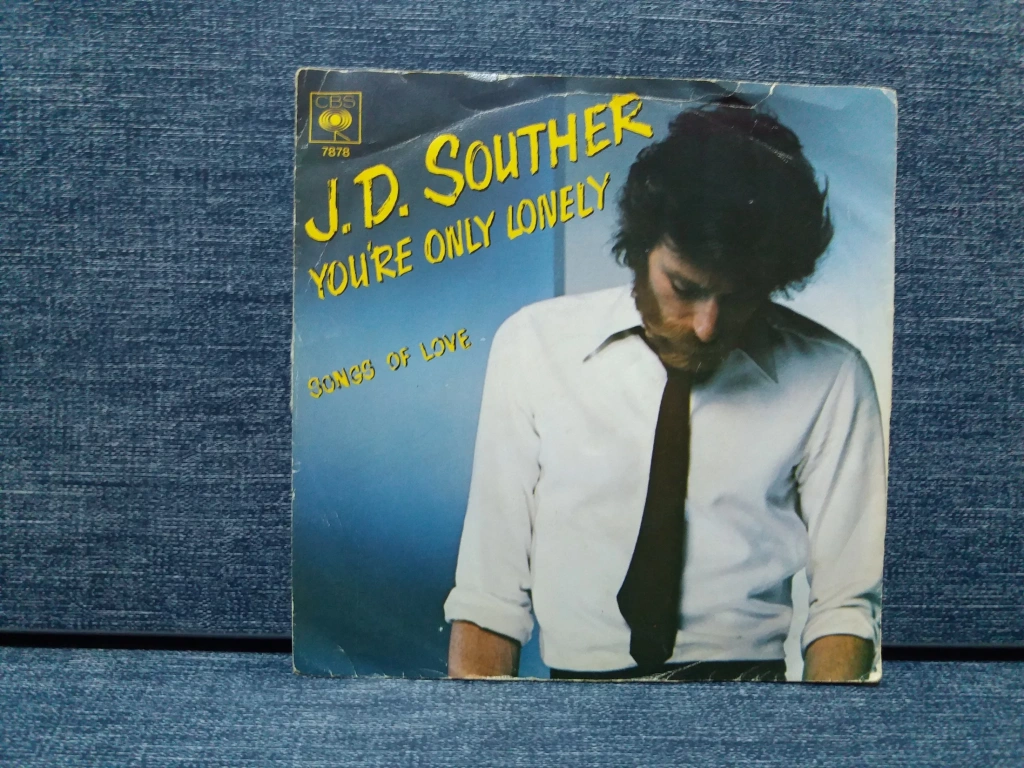 CBS
7878
J.D. SOUTHER
YOU'RE ONLY LONELY
SONGS OF LOVE